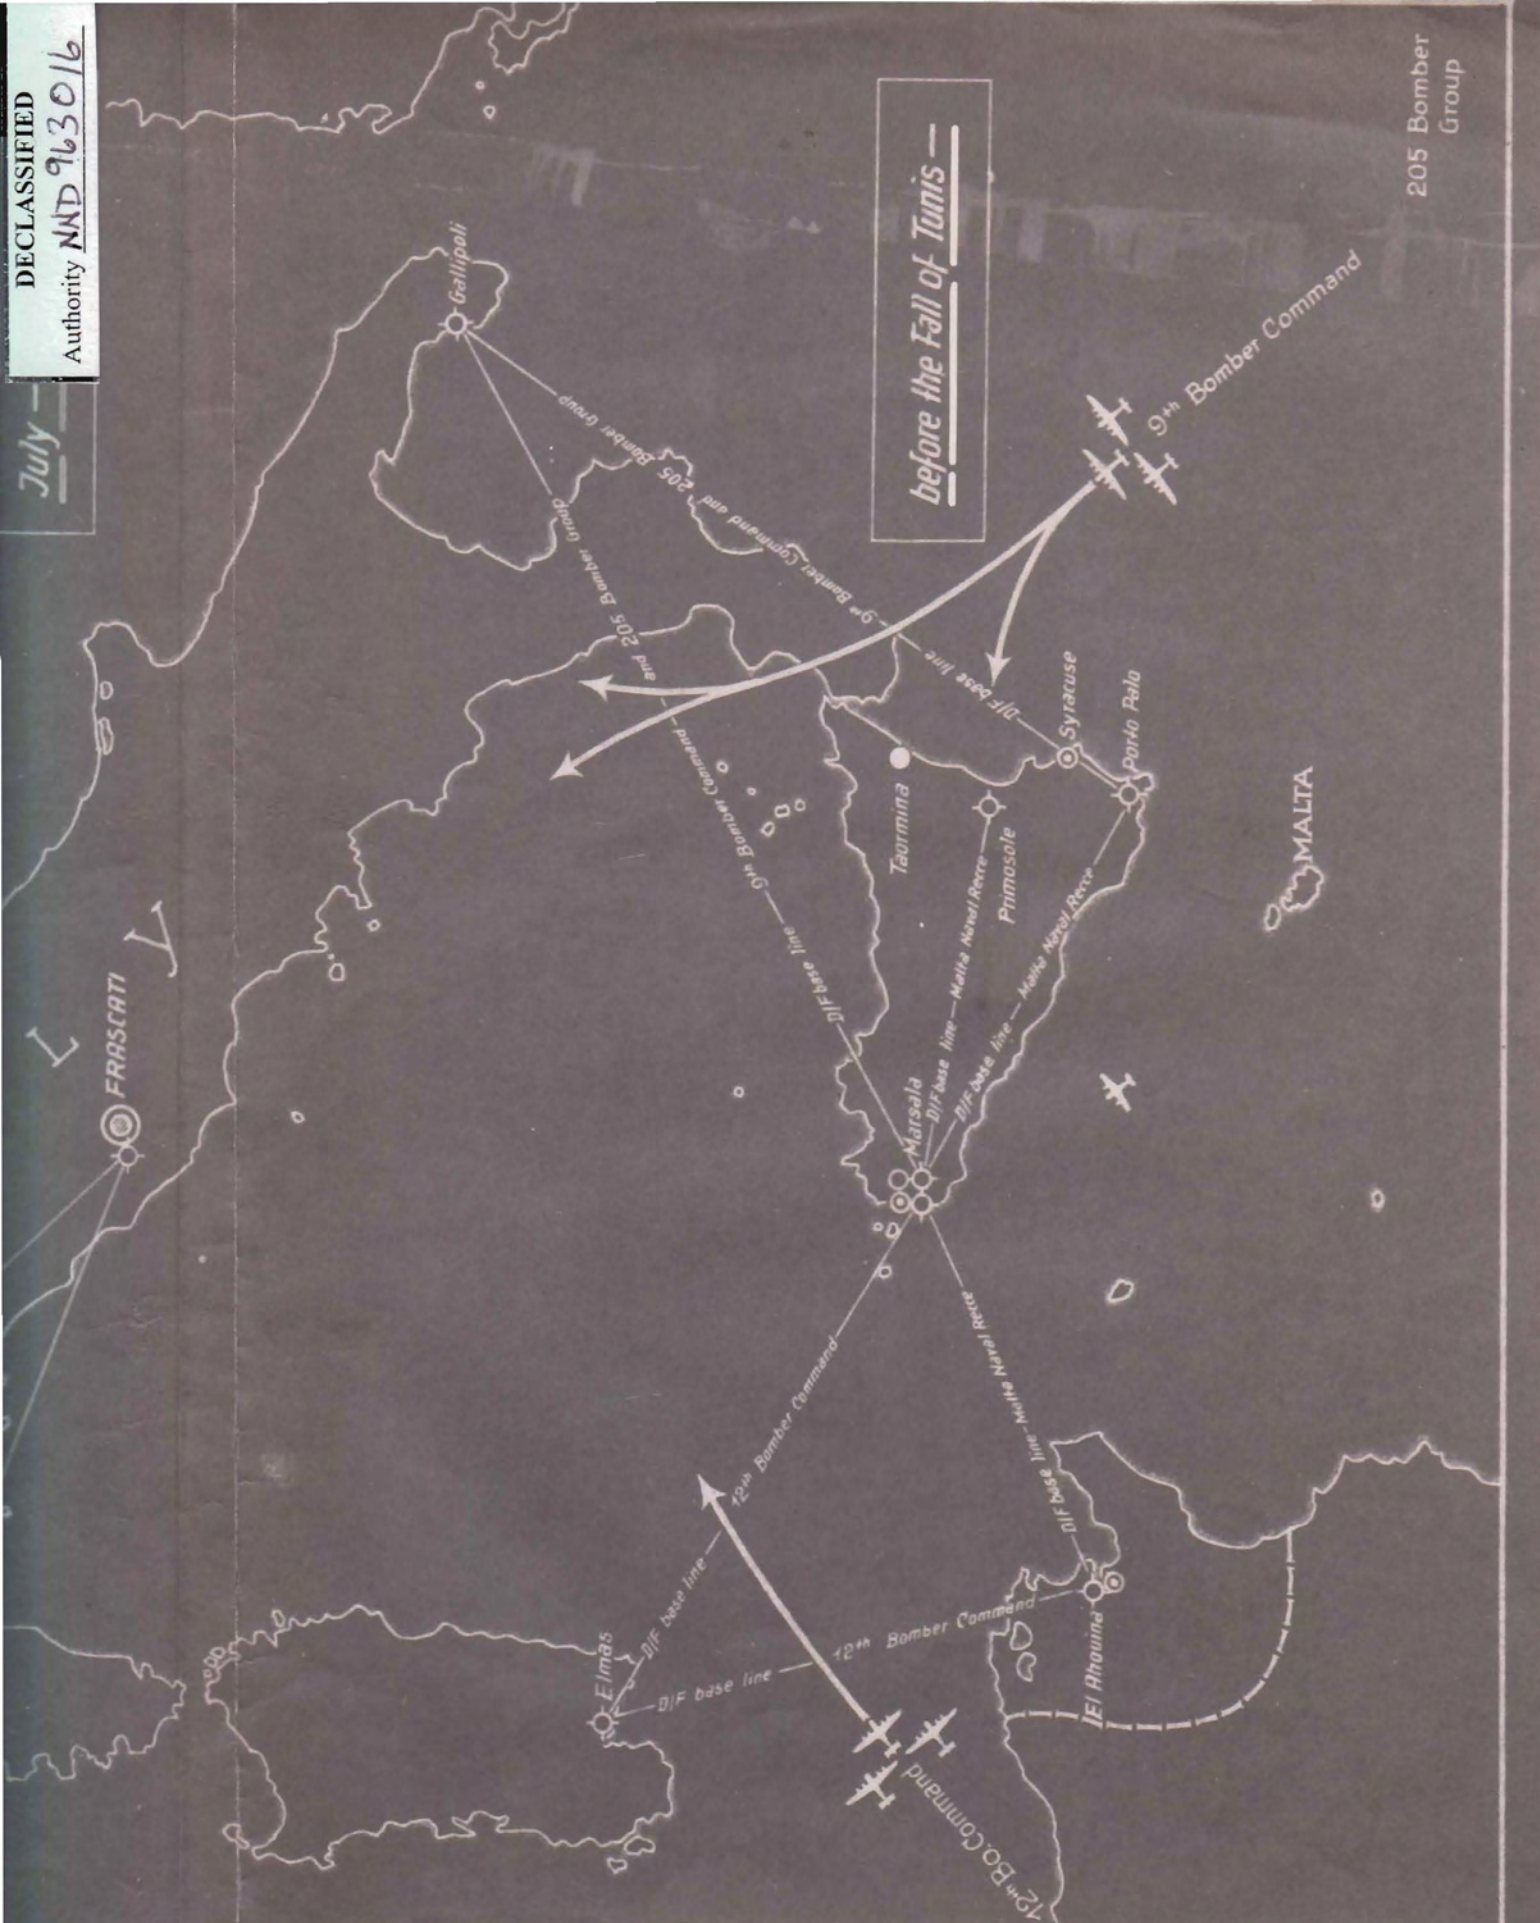 DECLASSIFIED
Authority NND 963016
July —
L
Y
FRASCATI
Gallipoli
before the Fall of Tunis —
205 Bomber
Group
9th Bomber Command
D/F base line — 9th Bomber Command — and 205 Bomber Group
D/F base line — 9th Bomber Command and 205 Bomber Group
Taormina
Syracuse
Porto Palo
Primosole
MALTA
Marsala
D/F base line — Malta Naval Recce
D/F base line — Malta Naval Recce
D/F base line — Malta Naval Recce
D/F base line — 12th Bomber Command
D/F base line — 12th Bomber Command
Elmas
El Ahouina
12th Bo. Command